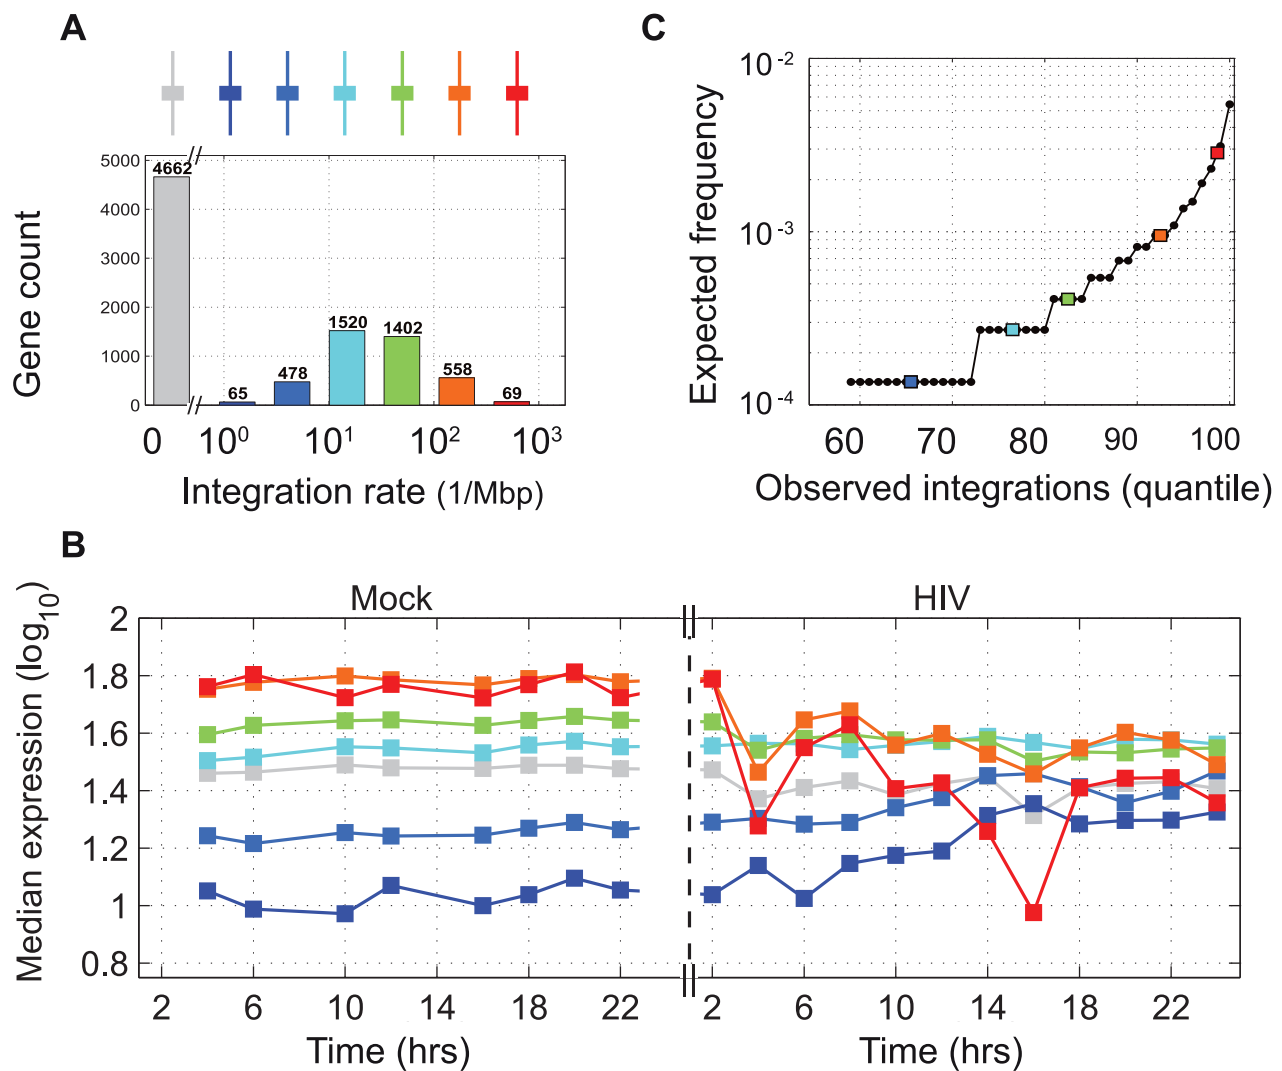 A
C
Gene count
5000
4000
3000
2000
1000
0
4662
65
478
1520
1402
558
69
0 10⁰ 10¹ 10² 10³
Integration rate (1/Mbp)
Expected frequency
10⁻²
10⁻³
10⁻⁴
60 70 80 90 100
Observed integrations (quantile)
B
Mock HIV
Median expression (log₁₀)
2
1.8
1.6
1.4
1.2
1
0.8
2 6 10 14 18 22 2 6 10 14 18 22
Time (hrs) Time (hrs)